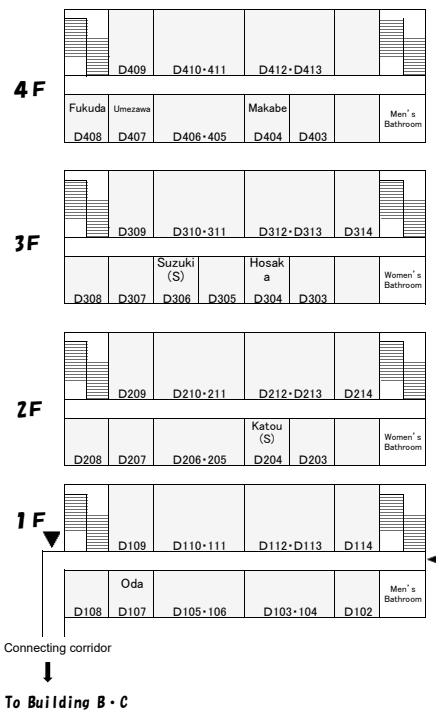 D409 D410・411 D412・D413
4F
Fukuda Umezawa Makabe Men's
Bathroom
D408 D407 D406・405 D404 D403
D309 D310・311 D312・D313 D314
3F
Suzuki
(S) Hosak
a Women's
Bathroom
D308 D307 D306 D305 D304 D303
D209 D210・211 D212・D213 D214
2F
Katou
(S) Women's
Bathroom
D208 D207 D206・205 D204 D203
1F
D109 D110・111 D112・D113 D114
Oda Men's
Bathroom
D108 D107 D105・106 D103・104 D102
Connecting corridor
To Building B・C